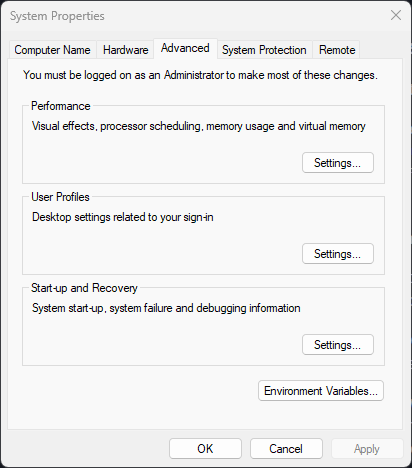 System Properties
Computer Name Hardware Advanced System Protection Remote
You must be logged on as an Administrator to make most of these changes.
Performance
Visual effects, processor scheduling, memory usage and virtual memory
Settings...
User Profiles
Desktop settings related to your sign-in
Settings...
Start-up and Recovery
System start-up, system failure and debugging information
Settings...
Environment Variables...
OK Cancel Apply